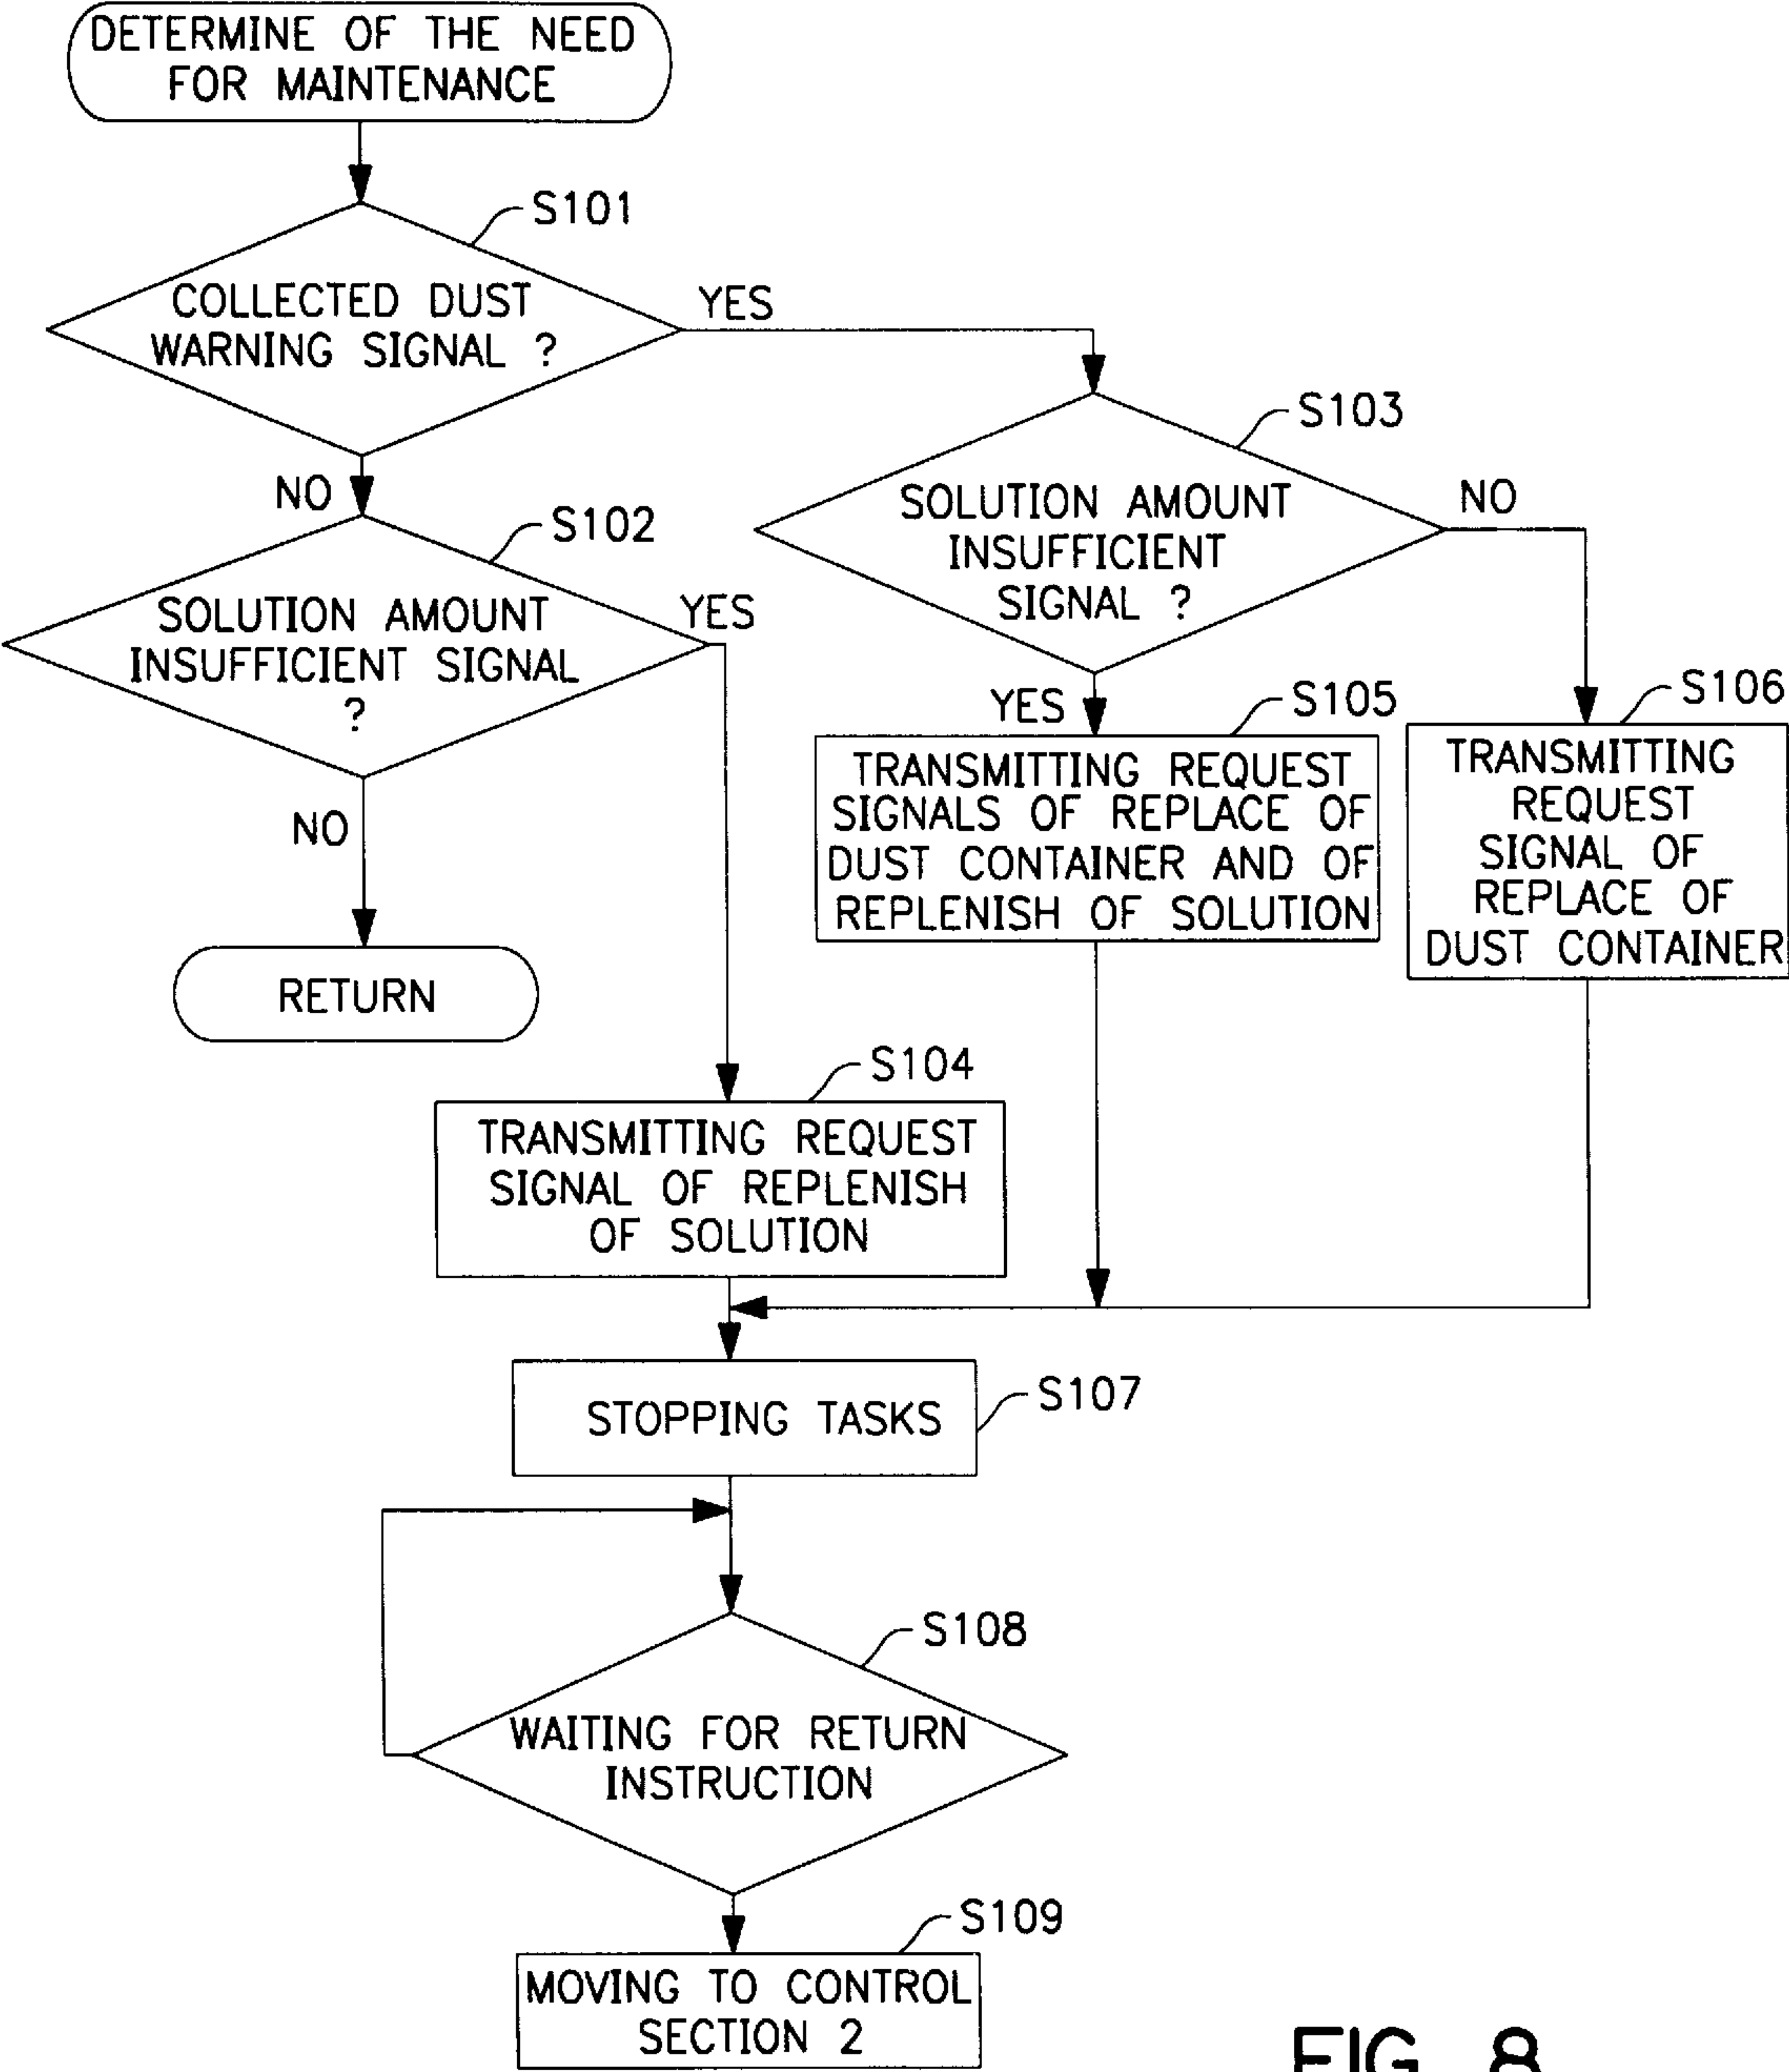 DETERMINE OF THE NEED
FOR MAINTENANCE
S101
COLLECTED DUST
WARNING SIGNAL ?
YES
NO
S103
SOLUTION AMOUNT
INSUFFICIENT
SIGNAL ?
NO
YES
S102
SOLUTION AMOUNT
INSUFFICIENT SIGNAL
?
YES
NO
RETURN
S105
TRANSMITTING REQUEST
SIGNALS OF REPLACE OF
DUST CONTAINER AND OF
REPLENISH OF SOLUTION
S106
TRANSMITTING
REQUEST
SIGNAL OF
REPLACE OF
DUST CONTAINER
S104
TRANSMITTING REQUEST
SIGNAL OF REPLENISH
OF SOLUTION
STOPPING TASKS
S107
S108
WAITING FOR RETURN
INSTRUCTION
S109
MOVING TO CONTROL
SECTION 2
FIG. 8